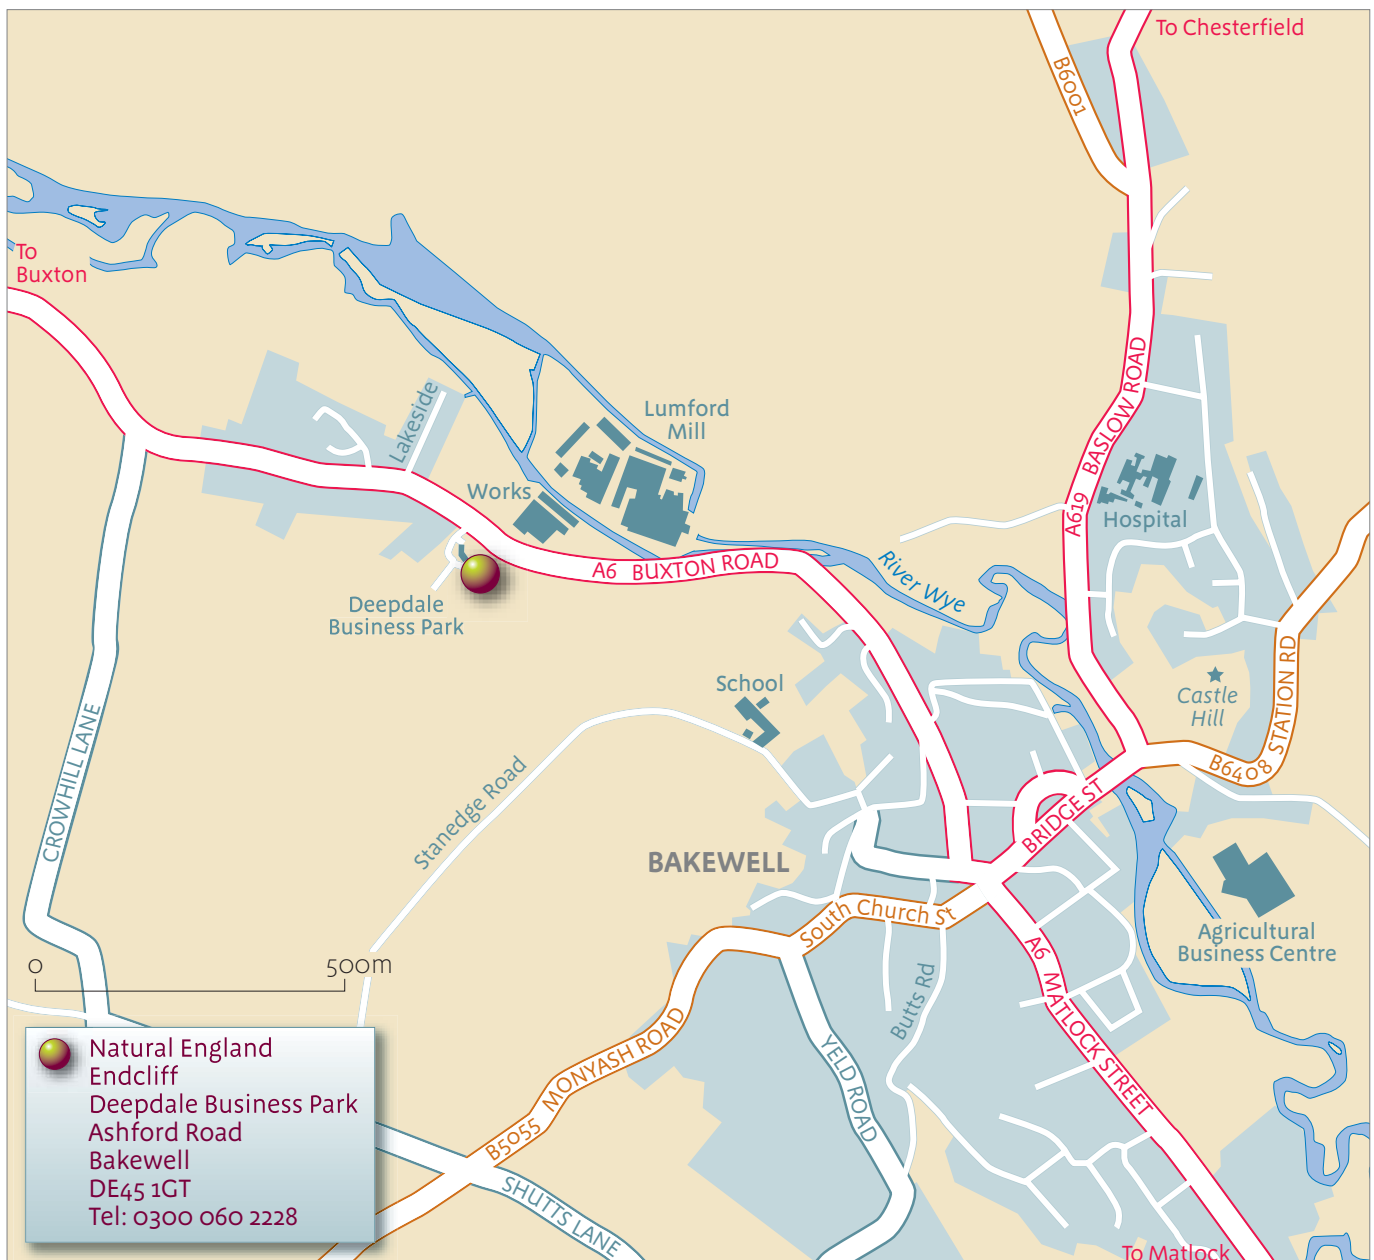 To Chesterfield
B6001
To
Buxton
Lakeside
Lumford
Mill
Works
BASLOW ROAD
A619
Hospital
River Wye
A6 BUXTON ROAD
Deepdale
Business Park
School
Castle
Hill
STATION RD
B6408
CROWHILL LANE
Stanedge Road
BRIDGE ST
BAKEWELL
South Church St
Agricultural
Business Centre
0 500m
Butts Rd
A6 MATLOCK STREET
B5055 MONYASH ROAD
YELD ROAD
SHUTTS LANE
To Matlock
Natural England
Endcliff
Deepdale Business Park
Ashford Road
Bakewell
DE45 1GT
Tel: 0300 060 2228